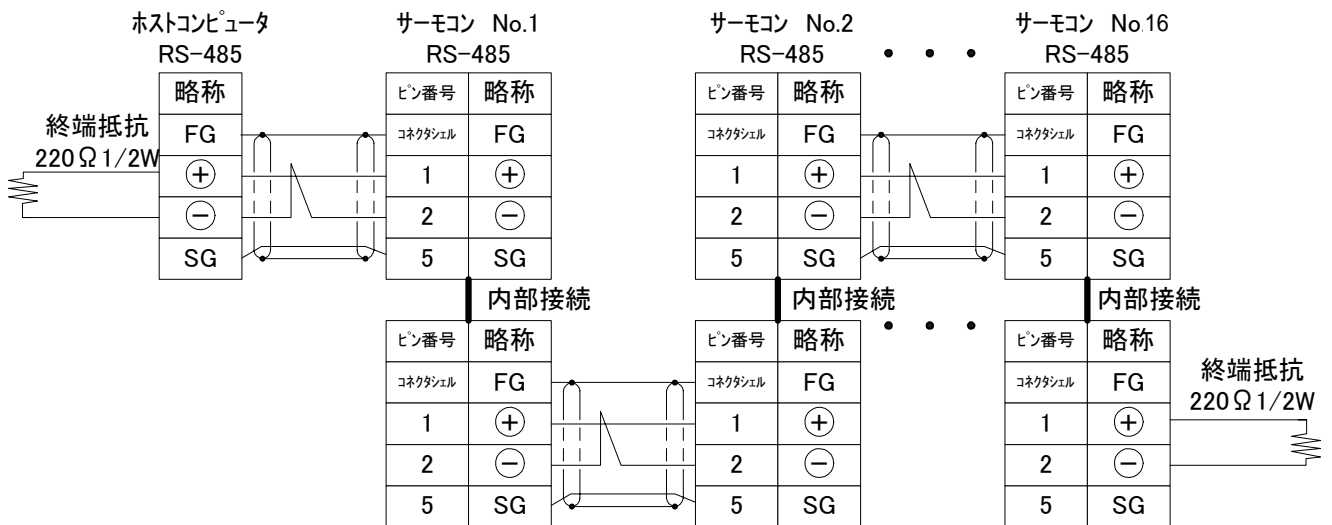 ホストコンピュータ サーモコン No.1 サーモコン No.2 サーモコン No.16
RS-485 RS-485 RS-485 • • • RS-485
略称 ピン番号 略称 ピン番号 略称 ピン番号 略称
終端抵抗 FG コネクタシェル FG コネクタシェル FG コネクタシェル FG
220Ω1/2W ⊕ 1 ⊕ 1 ⊕ 1 ⊕
⊖ 2 ⊖ 2 ⊖ 2 ⊖
SG 5 SG 5 SG 5 SG
内部接続 内部接続 内部接続
ピン番号 略称 ピン番号 略称 • • • ピン番号 略称
コネクタシェル FG コネクタシェル FG コネクタシェル FG 終端抵抗
1 ⊕ 1 ⊕ 1 ⊕ 220Ω1/2W
2 ⊖ 2 ⊖ 2 ⊖
5 SG 5 SG 5 SG